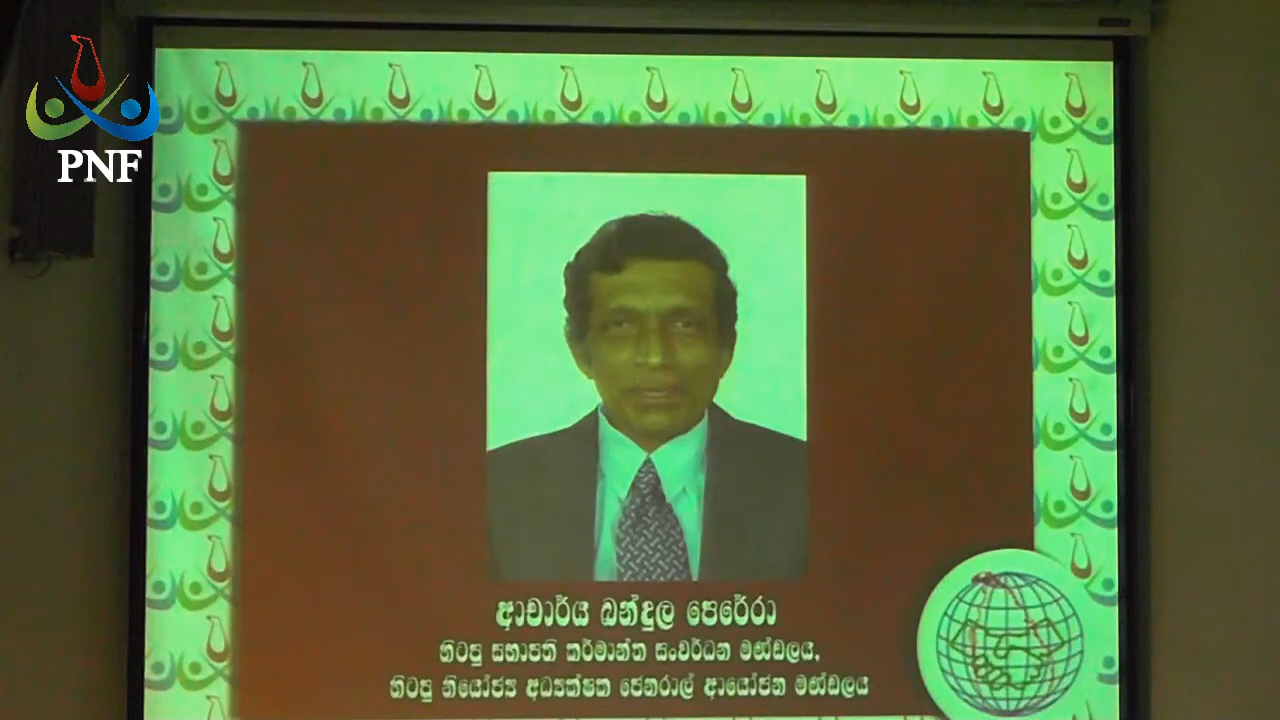 PNF
ආචාර්ය බන්දුල පෙරේරා
හිටපු සභාපති කර්මාන්ත සංවර්ධන මණ්ඩලය,
හිටපු නියෝජ්‍ය අධ්‍යක්ෂක ජෙනරාල් ආයෝජන මණ්ඩලය